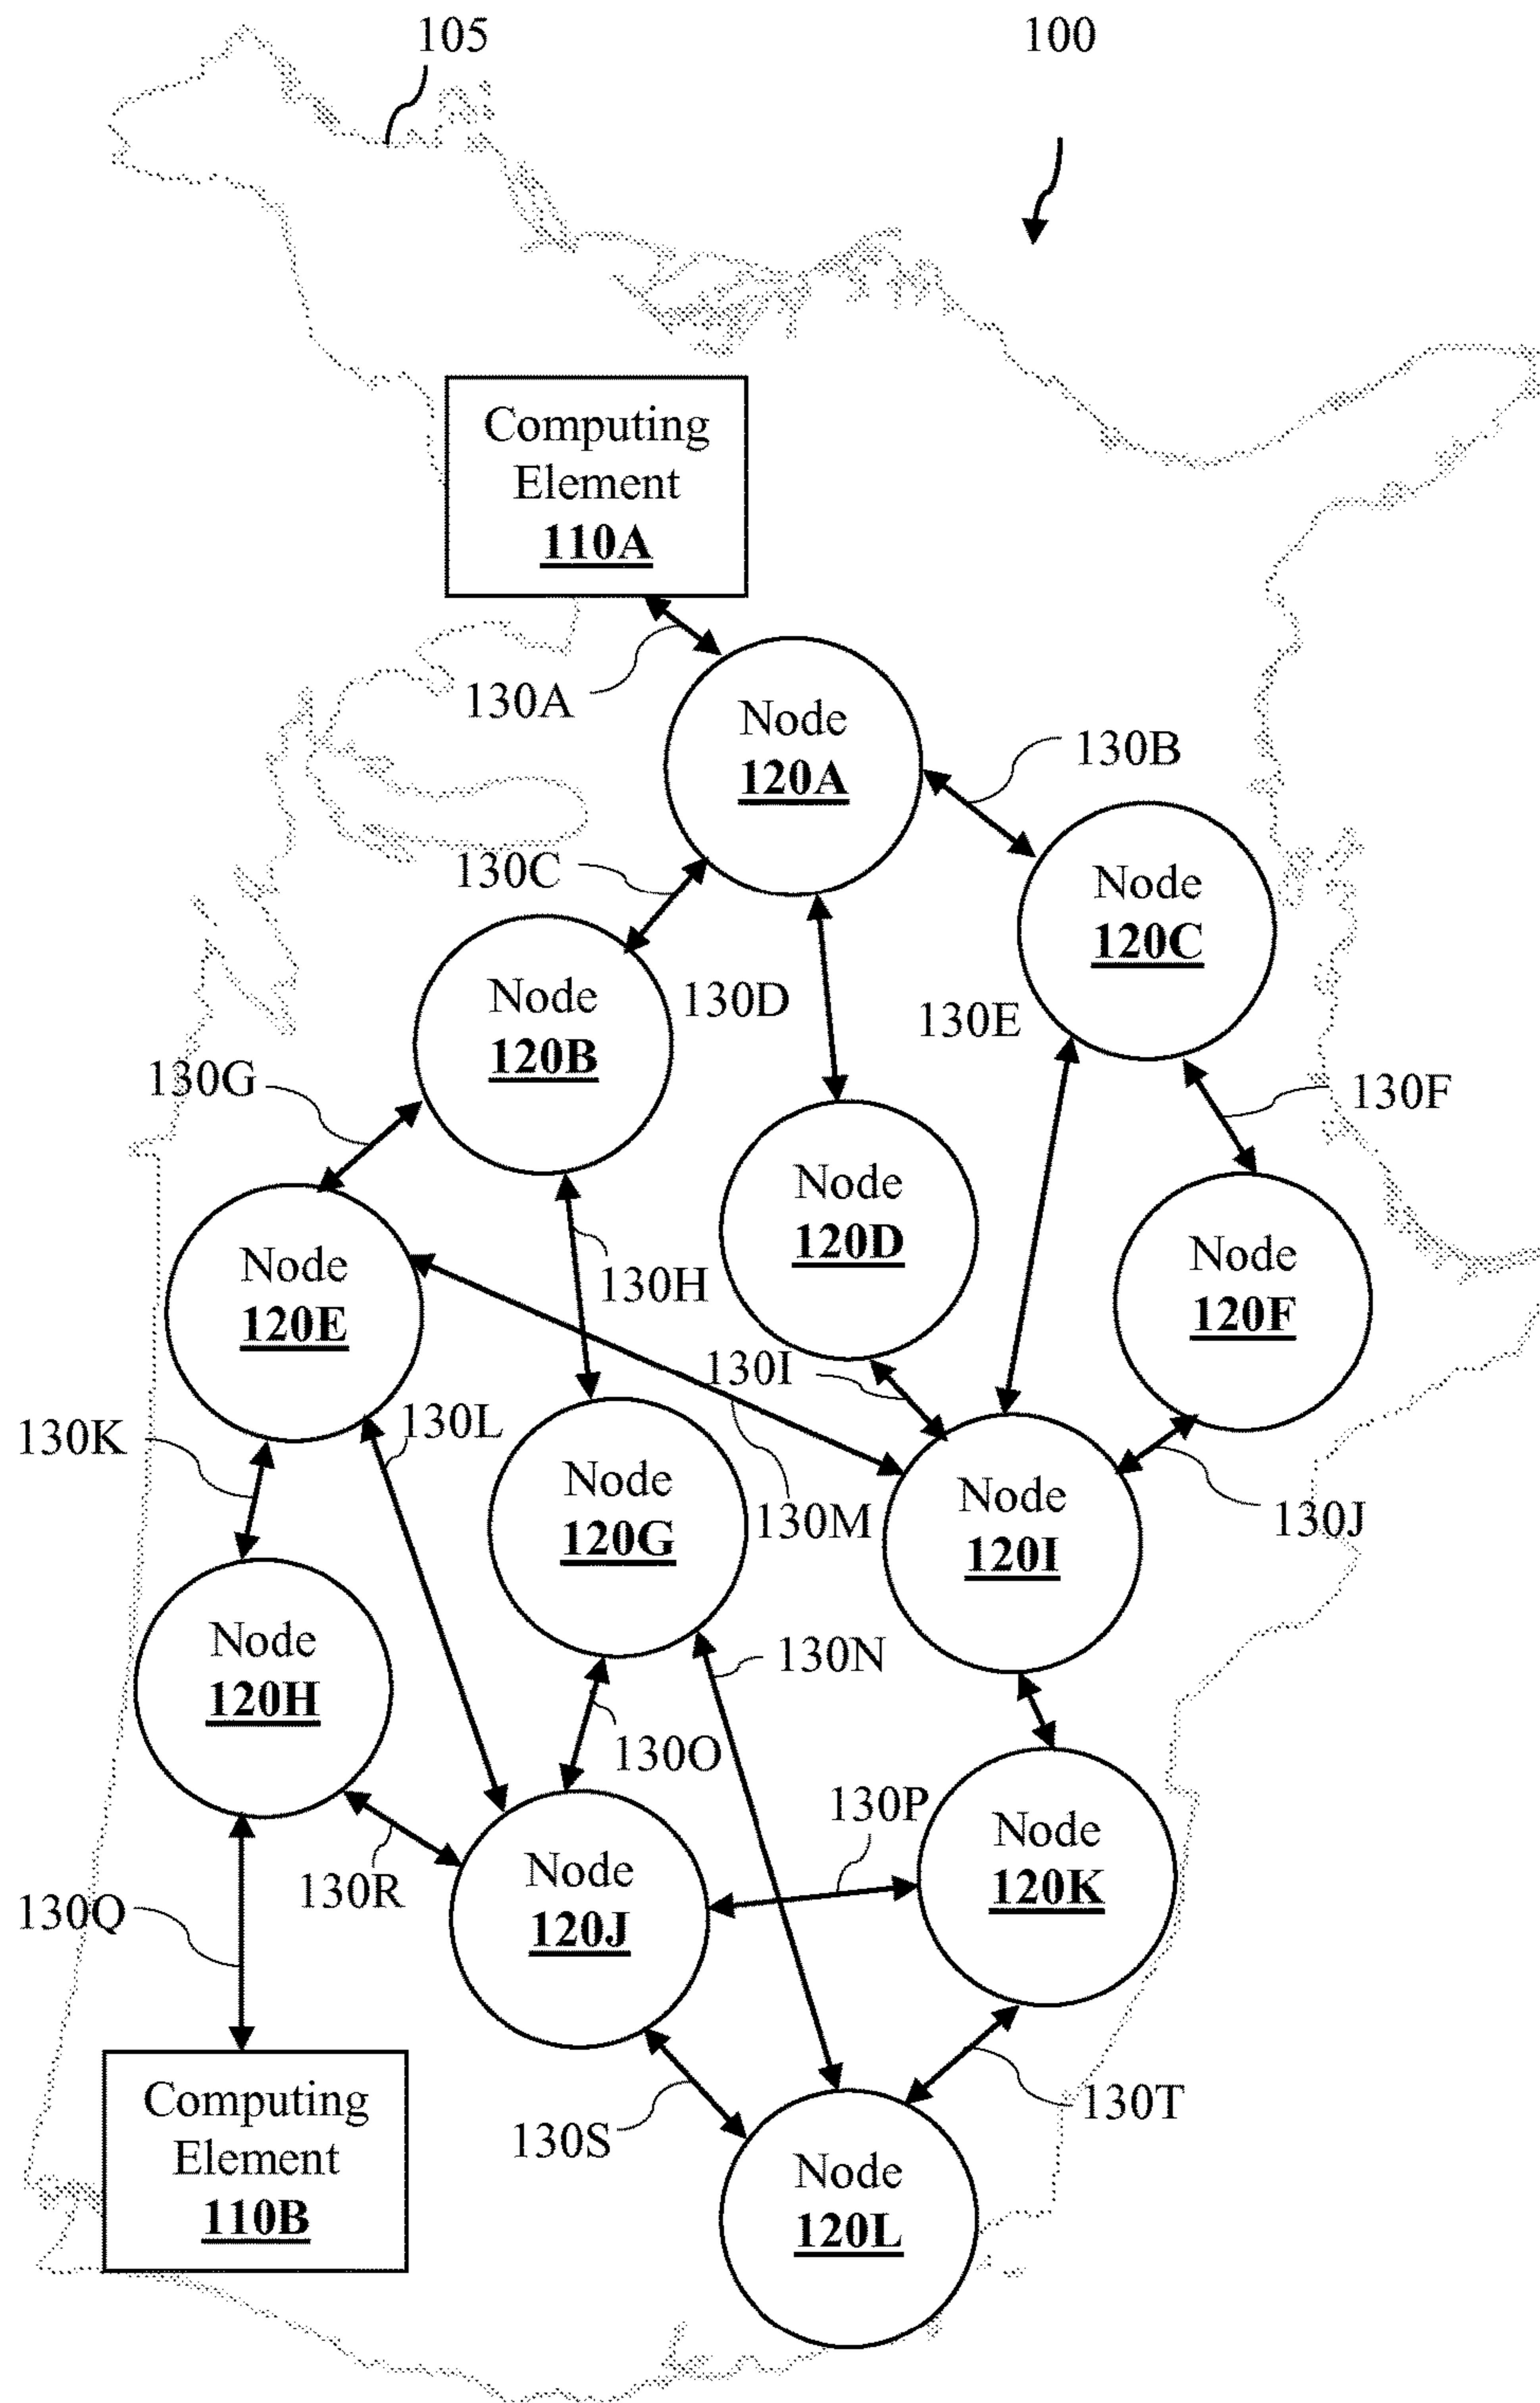 105
100
Computing
Element
110A
130A
Node
120A
130B
130C
Node
120C
Node
120B
130D
130E
130G
130F
Node
120D
Node
120E
130H
Node
120F
130I
130K
130L
Node
120G
130M
Node
120I
130J
Node
120H
130N
130O
130P
Node
120K
130R
130Q
Node
120J
Computing
Element
110B
130S
130T
Node
120L